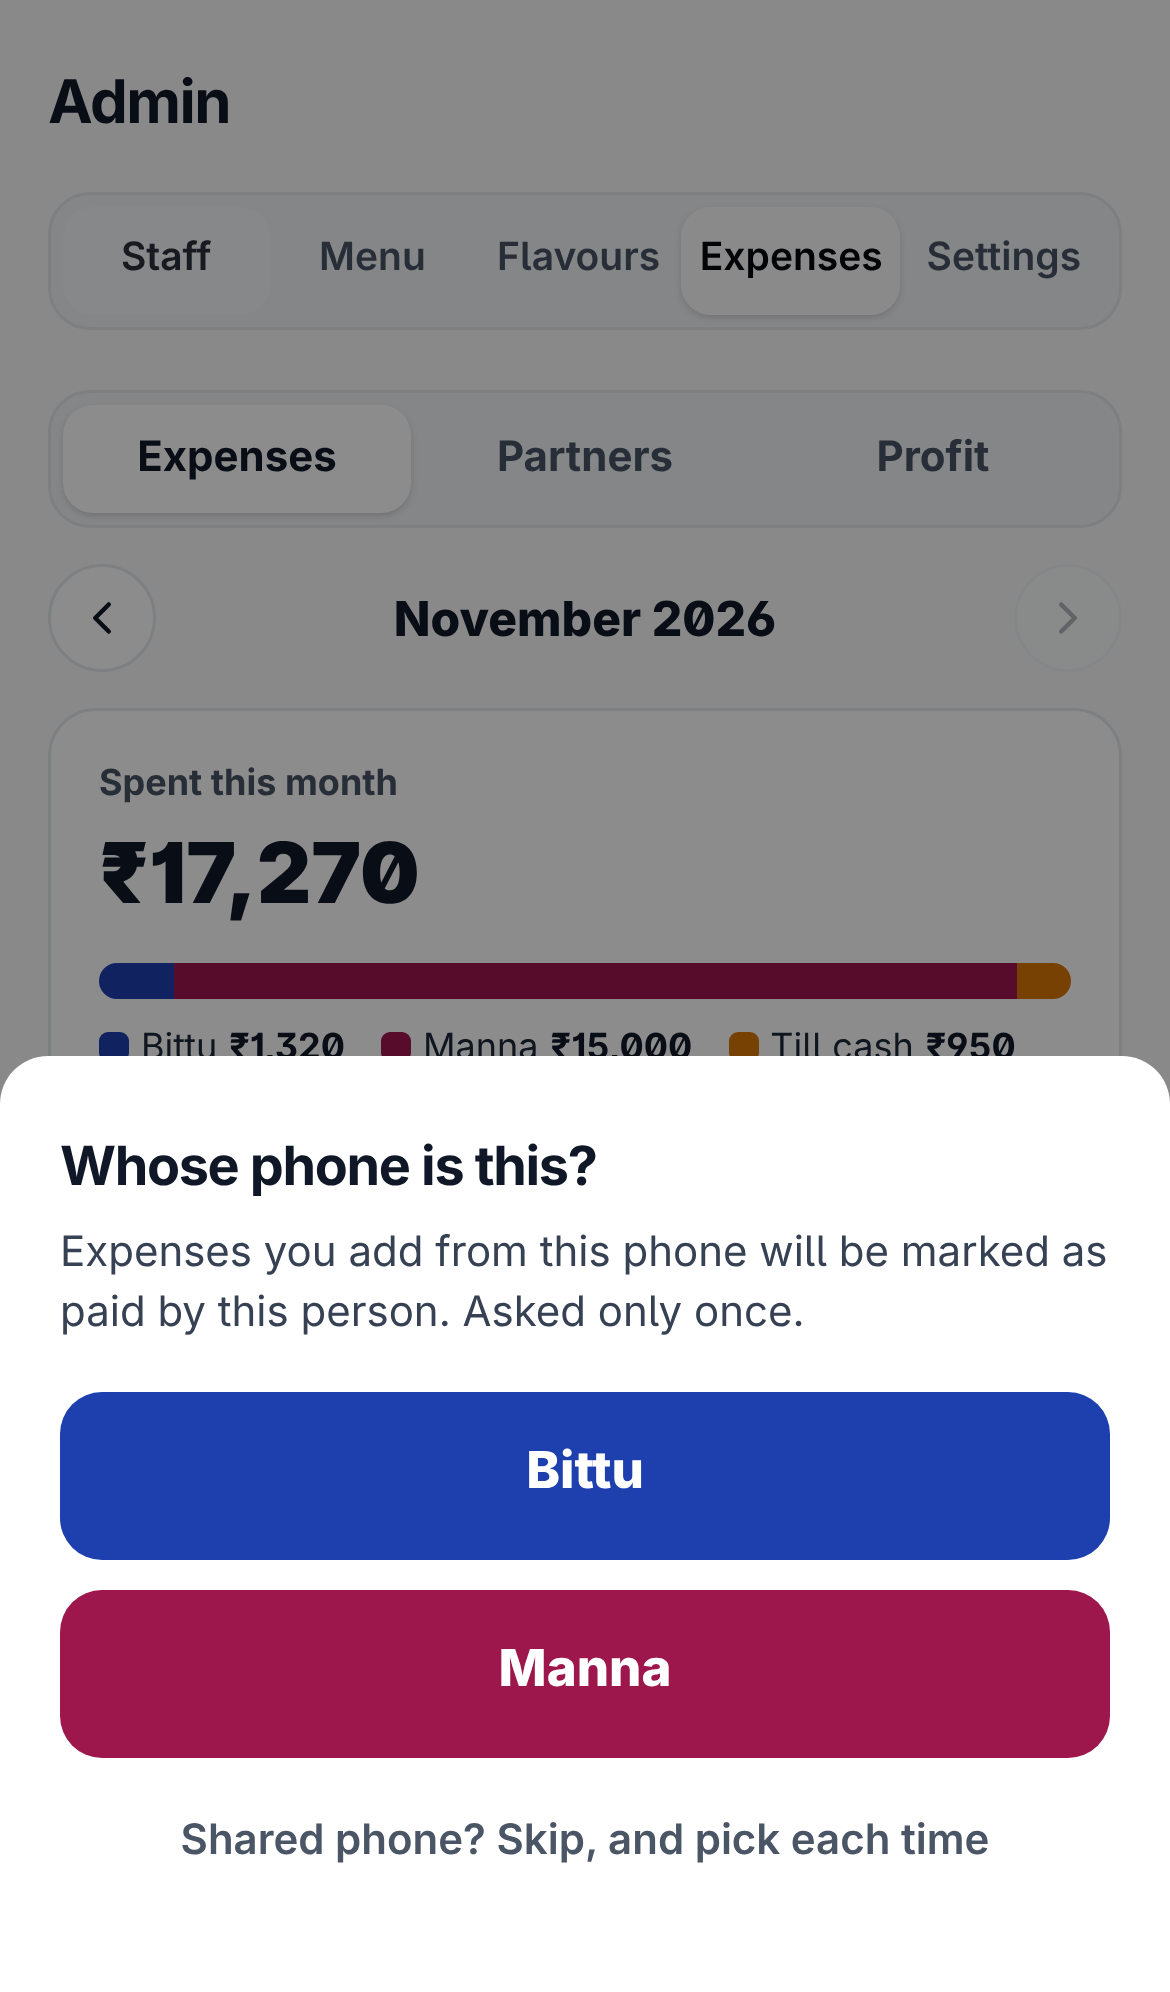 Admin
Staff Menu Flavours Expenses Settings
Expenses Partners Profit
November 2026
Spent this month
₹17,270
Bittu ₹1,320 Manna ₹15,000 Till cash ₹950
Whose phone is this?
Expenses you add from this phone will be marked as
paid by this person. Asked only once.
Bittu
Manna
Shared phone? Skip, and pick each time